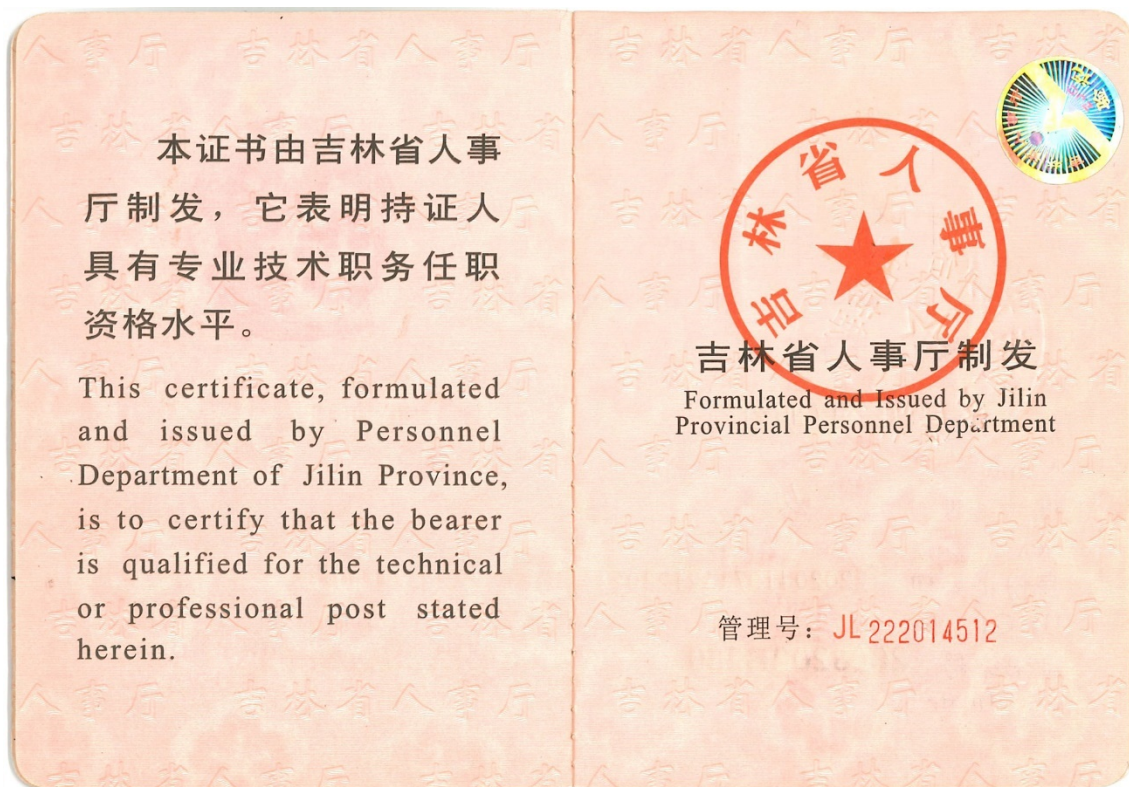 本证书由吉林省人事
厅制发，它表明持证人
具有专业技术职务任职
资格水平。
This certificate, formulated
and issued by Personnel
Department of Jilin Province,
is to certify that the bearer
is qualified for the technical
or professional post stated
herein.
吉林省人事厅
吉林省人事厅制发
Formulated and Issued by Jilin
Provincial Personnel Department
管理号：JL 222014512